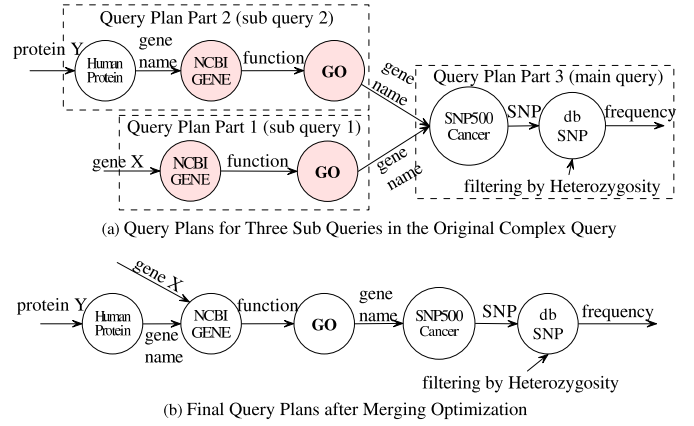 Query Plan Part 2 (sub query 2)
protein Y
Human
Protein
gene
name
NCBI
GENE
function
GO
gene
name
Query Plan Part 1 (sub query 1)
gene X
NCBI
GENE
function
GO
gene
name
Query Plan Part 3 (main query)
SNP500
Cancer
SNP
db
SNP
frequency
filtering by Heterozygosity
(a) Query Plans for Three Sub Queries in the Original Complex Query
gene X
protein Y
Human
Protein
gene
name
NCBI
GENE
function
GO
gene
name
SNP500
Cancer
SNP
db
SNP
frequency
filtering by Heterozygosity
(b) Final Query Plans after Merging Optimization